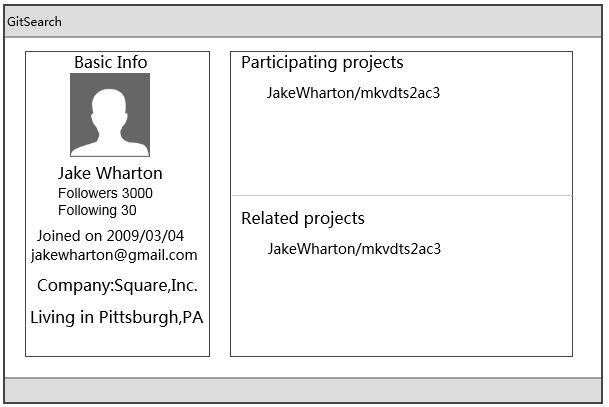 GitSearch
Basic Info
Jake Wharton
Followers 3000
Following 30
Joined on 2009/03/04
jakewharton@gmail.com
Company:Square,Inc.
Living in Pittsburgh,PA
Participating projects
JakeWharton/mkvdts2ac3
Related projects
JakeWharton/mkvdts2ac3